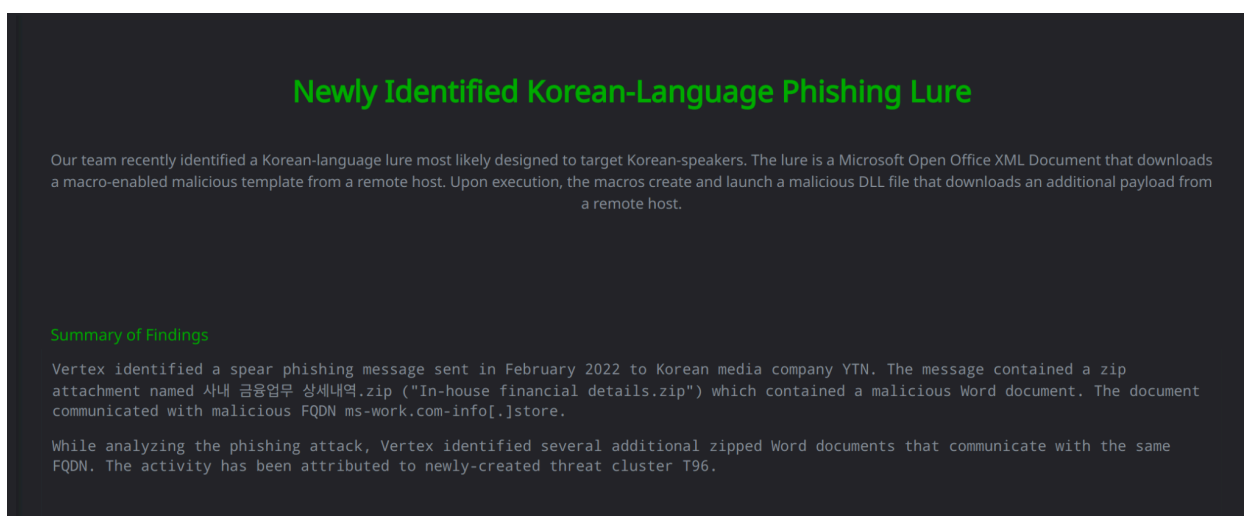 Newly Identified Korean-Language Phishing Lure
Our team recently identified a Korean-language lure most likely designed to target Korean-speakers. The lure is a Microsoft Open Office XML Document that downloads
a macro-enabled malicious template from a remote host. Upon execution, the macros create and launch a malicious DLL file that downloads an additional payload from
a remote host.
Summary of Findings
Vertex identified a spear phishing message sent in February 2022 to Korean media company YTN. The message contained a zip
attachment named 사내 금융업무 상세내역.zip ("In-house financial details.zip") which contained a malicious Word document. The document
communicated with malicious FQDN ms-work.com-info[.]store.
While analyzing the phishing attack, Vertex identified several additional zipped Word documents that communicate with the same
FQDN. The activity has been attributed to newly-created threat cluster T96.